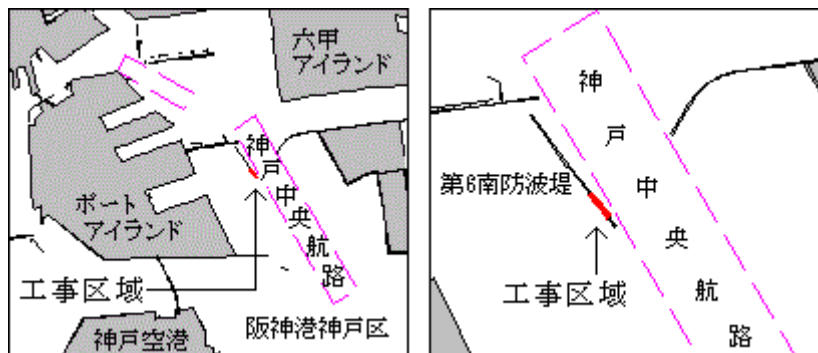 六甲
アイランド
神戸中央航路
ポート
アイランド
工事区域
阪神港神戸区
神戸空港
神戸中央航路
第6南防波堤
工事区域